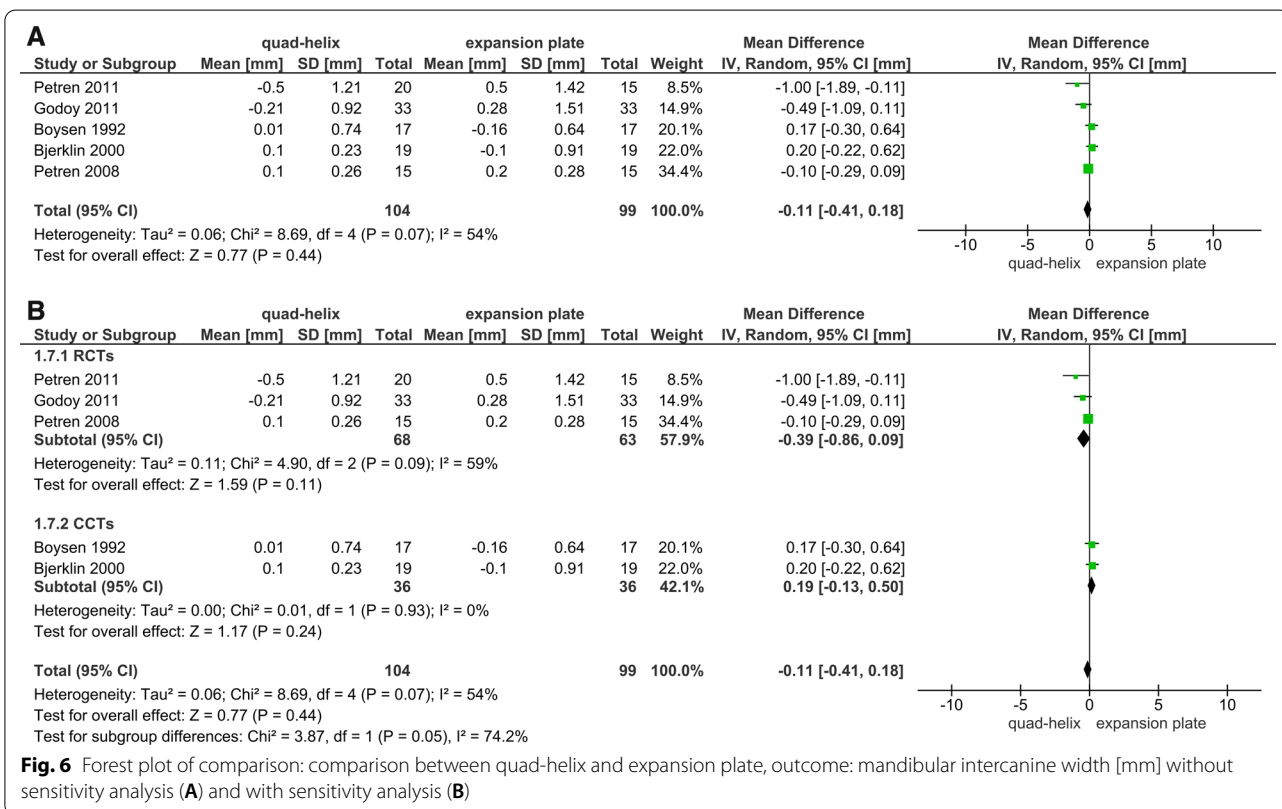 A
quad-helix expansion plate Mean Difference Mean Difference
Study or Subgroup Mean [mm] SD [mm] Total Mean [mm] SD [mm] Total Weight IV, Random, 95% CI [mm] IV, Random, 95% CI [mm]
Petren 2011 -0.5 1.21 20 0.5 1.42 15 8.5% -1.00 [-1.89, -0.11]
Godoy 2011 -0.21 0.92 33 0.28 1.51 33 14.9% -0.49 [-1.09, 0.11]
Boysen 1992 0.01 0.74 17 -0.16 0.64 17 20.1% 0.17 [-0.30, 0.64]
Bjerklin 2000 0.1 0.23 19 -0.1 0.91 19 22.0% 0.20 [-0.22, 0.62]
Petren 2008 0.1 0.26 15 0.2 0.28 15 34.4% -0.10 [-0.29, 0.09]
Total (95% CI) 104 99 100.0% -0.11 [-0.41, 0.18]
Heterogeneity: Tau² = 0.06; Chi² = 8.69, df = 4 (P = 0.07); I² = 54%
Test for overall effect: Z = 0.77 (P = 0.44)
-10 -5 0 5 10
quad-helix expansion plate
B
quad-helix expansion plate Mean Difference Mean Difference
Study or Subgroup Mean [mm] SD [mm] Total Mean [mm] SD [mm] Total Weight IV, Random, 95% CI [mm] IV, Random, 95% CI [mm]
1.7.1 RCTs
Petren 2011 -0.5 1.21 20 0.5 1.42 15 8.5% -1.00 [-1.89, -0.11]
Godoy 2011 -0.21 0.92 33 0.28 1.51 33 14.9% -0.49 [-1.09, 0.11]
Petren 2008 0.1 0.26 15 0.2 0.28 15 34.4% -0.10 [-0.29, 0.09]
Subtotal (95% CI) 68 63 57.9% -0.39 [-0.86, 0.09]
Heterogeneity: Tau² = 0.11; Chi² = 4.90, df = 2 (P = 0.09); I² = 59%
Test for overall effect: Z = 1.59 (P = 0.11)
1.7.2 CCTs
Boysen 1992 0.01 0.74 17 -0.16 0.64 17 20.1% 0.17 [-0.30, 0.64]
Bjerklin 2000 0.1 0.23 19 -0.1 0.91 19 22.0% 0.20 [-0.22, 0.62]
Subtotal (95% CI) 36 36 42.1% 0.19 [-0.13, 0.50]
Heterogeneity: Tau² = 0.00; Chi² = 0.01, df = 1 (P = 0.93); I² = 0%
Test for overall effect: Z = 1.17 (P = 0.24)
Total (95% CI) 104 99 100.0% -0.11 [-0.41, 0.18]
Heterogeneity: Tau² = 0.06; Chi² = 8.69, df = 4 (P = 0.07); I² = 54%
Test for overall effect: Z = 0.77 (P = 0.44)
Test for subgroup differences: Chi² = 3.87, df = 1 (P = 0.05), I² = 74.2%
-10 -5 0 5 10
quad-helix expansion plate
Fig. 6 Forest plot of comparison: comparison between quad-helix and expansion plate, outcome: mandibular intercanine width [mm] without
sensitivity analysis (A) and with sensitivity analysis (B)